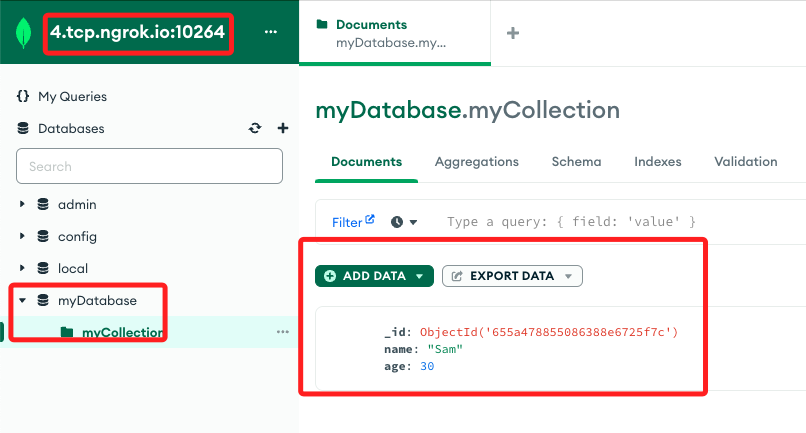 4.tcp.ngrok.io:10264
Documents
myDatabase.my...
{} My Queries
Databases
Search
admin
config
local
myDatabase
myCollection
myDatabase.myCollection
Documents Aggregations Schema Indexes Validation
Filter Type a query: { field: 'value' }
ADD DATA EXPORT DATA
_id: ObjectId('655a478855086388e6725f7c')
name: "Sam"
age: 30